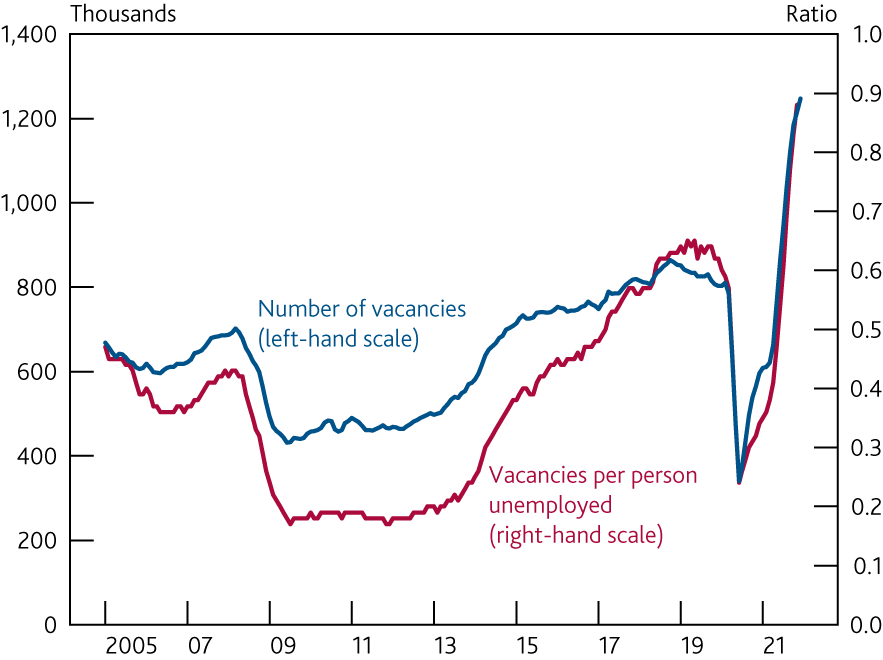 Thousands Ratio
1,400 1.0
0.9
1,200
0.8
1,000
0.7
800
0.6
Number of vacancies
(left-hand scale)
0.5
600
0.4
400
0.3
Vacancies per person
unemployed
(right-hand scale)
0.2
200
0.1
0 0.0
2005 07 09 11 13 15 17 19 21